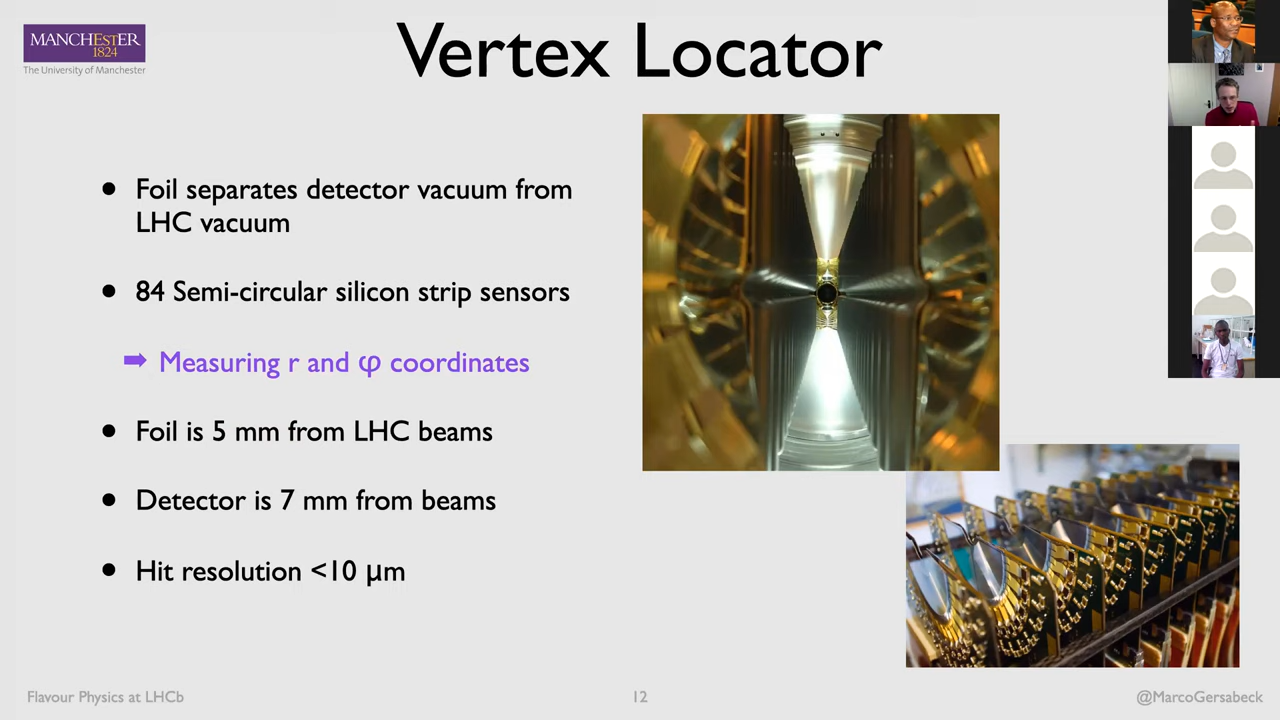 MANCHESTER
1824
The University of Manchester
Vertex Locator
• Foil separates detector vacuum from
LHC vacuum
• 84 Semi-circular silicon strip sensors
➡ Measuring r and φ coordinates
• Foil is 5 mm from LHC beams
• Detector is 7 mm from beams
• Hit resolution <10 μm
Flavour Physics at LHCb
12
@MarcoGersabeck